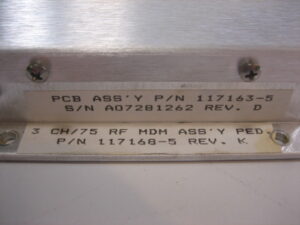 PCB ASS'Y P/N 117163-5
S/N A07281262 REV. D
3 CH/75 RF MDM ASS'Y PED.
P/N 117168-5 REV. K